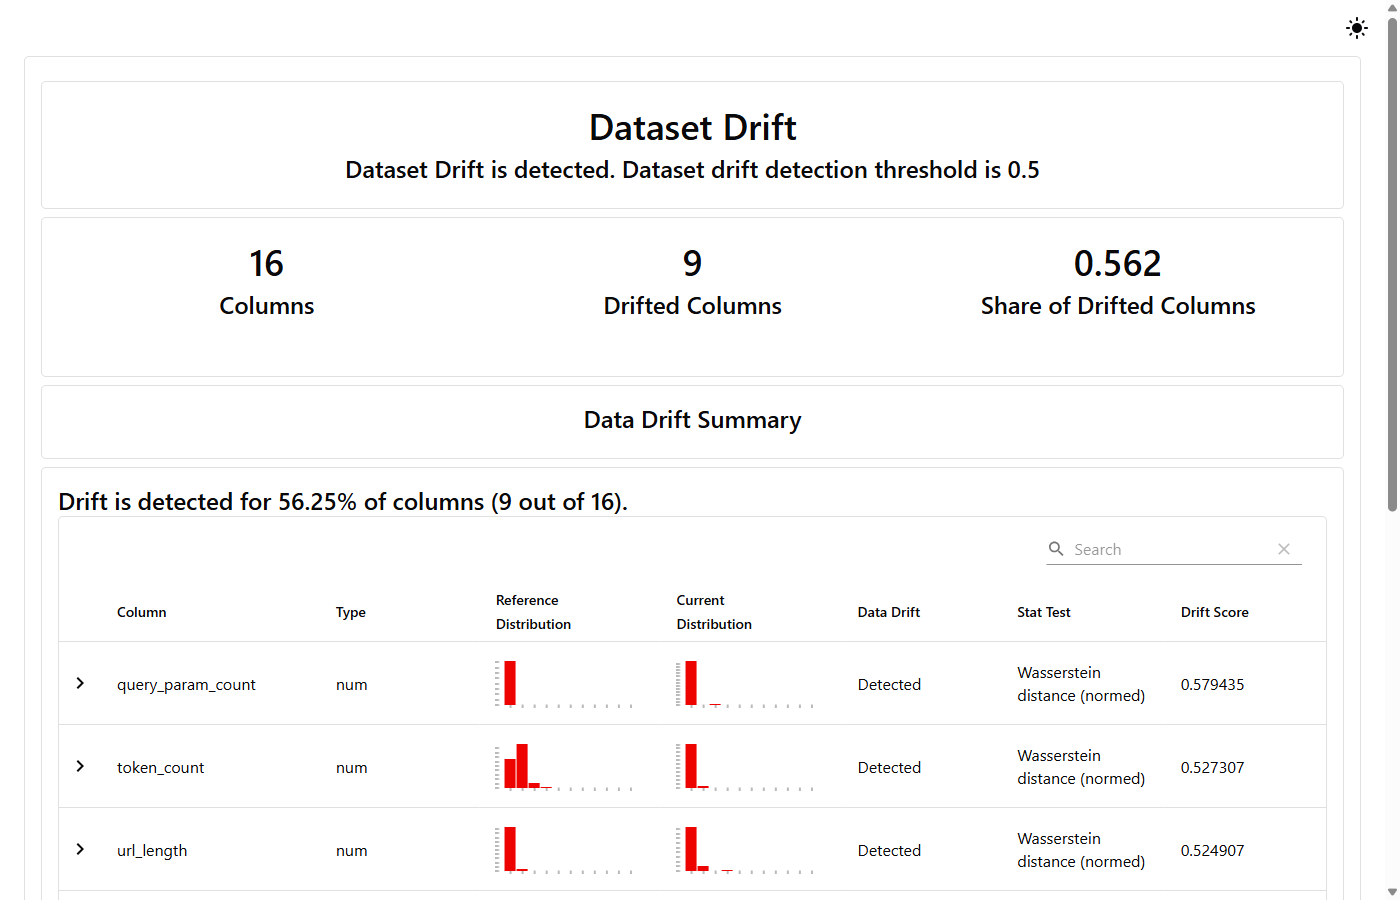 Dataset Drift
Dataset Drift is detected. Dataset drift detection threshold is 0.5
16
Columns
9
Drifted Columns
0.562
Share of Drifted Columns
Data Drift Summary
Drift is detected for 56.25% of columns (9 out of 16).
Search
Column
Type
Reference
Distribution
Current
Distribution
Data Drift
Stat Test
Drift Score
query_param_count
num
Detected
Wasserstein
distance (normed)
0.579435
token_count
num
Detected
Wasserstein
distance (normed)
0.527307
url_length
num
Detected
Wasserstein
distance (normed)
0.524907